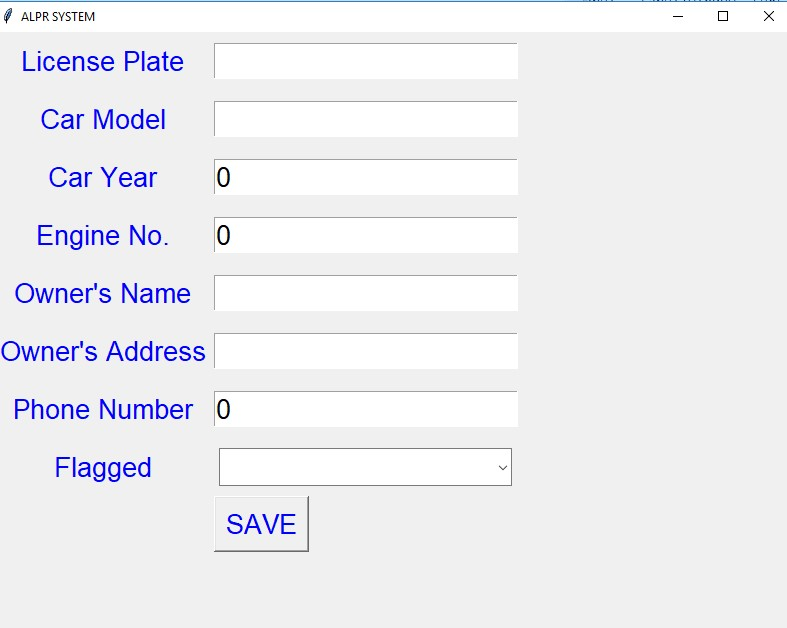 ALPR SYSTEM
License Plate
Car Model
Car Year 0
Engine No. 0
Owner's Name
Owner's Address
Phone Number 0
Flagged
SAVE